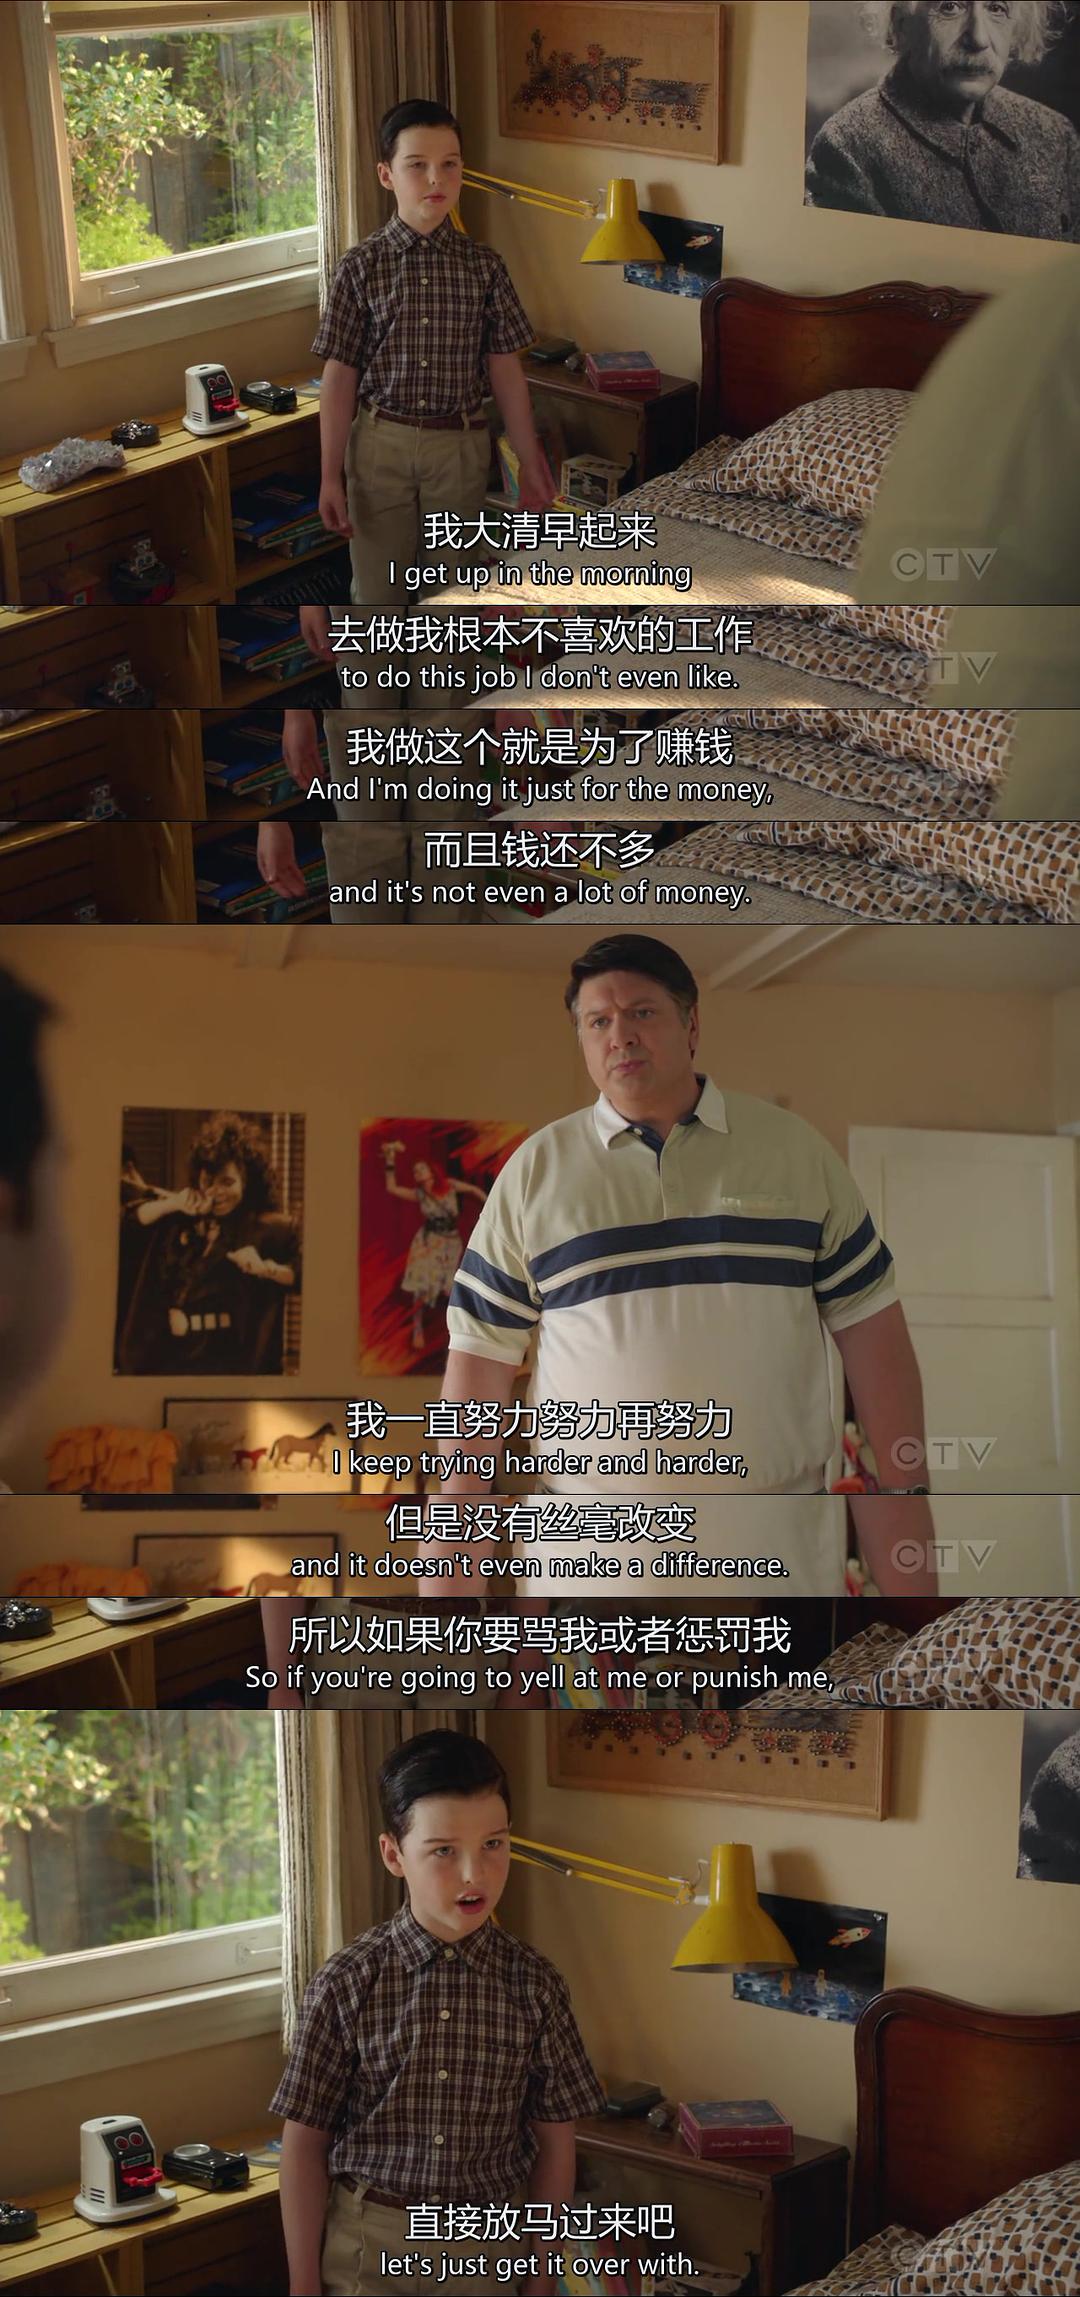 我大清早起来
I get up in the morning
CTV
去做我根本不喜欢的工作
to do this job I don't even like.
CTV
我做这个就是为了赚钱
And I'm doing it just for the money,
而且钱还不多
and it's not even a lot of money.
我一直努力努力再努力
I keep trying harder and harder,
CTV
但是没有丝毫改变
and it doesn't even make a difference.
CTV
所以如果你要骂我或者惩罚我
So if you're going to yell at me or punish me,
直接放马过来吧
let's just get it over with.